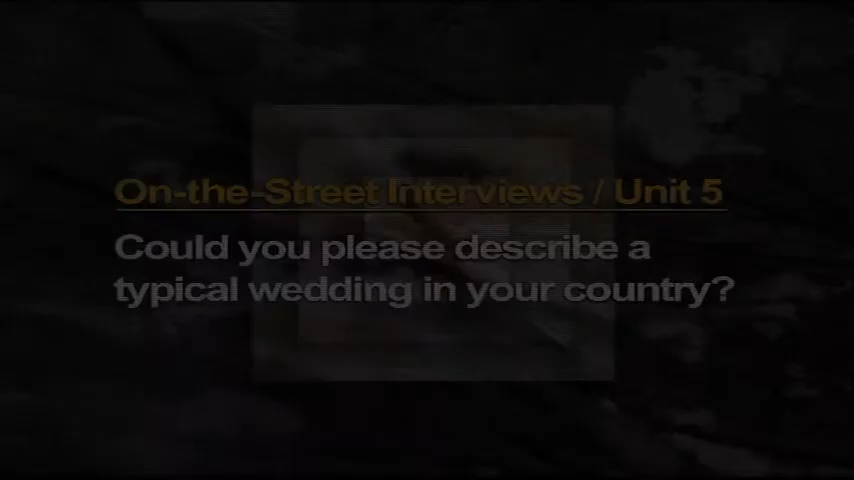 On-the-Street Interviews / Unit 5
Could you please describe a
typical wedding in your country?